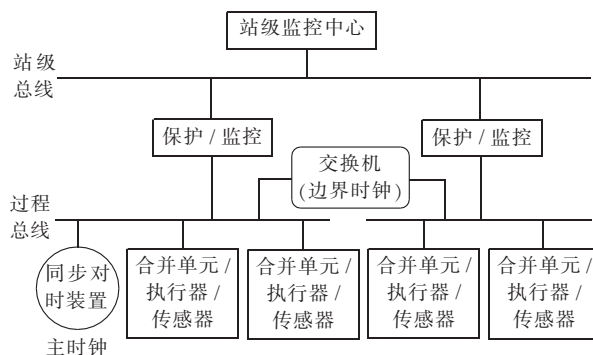 站级监控中心
站级
总线
保护/监控
保护/监控
交换机
(边界时钟)
过程
总线
同步对
时装置
主时钟
合并单元/
执行器/
传感器
合并单元/
执行器/
传感器
合并单元/
执行器/
传感器
合并单元/
执行器/
传感器